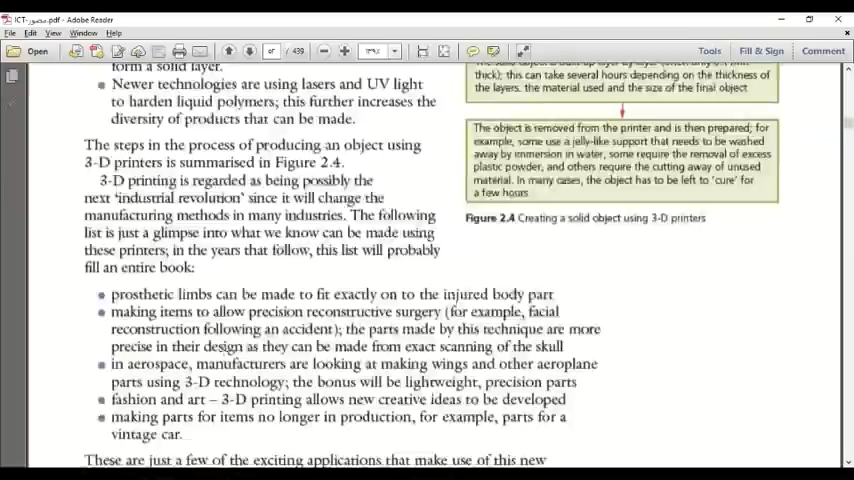 ICT-مصور.pdf - Adobe Reader
File Edit View Window Help
Open
٥٢ / 439
Tools Fill & Sign Comment
form a solid layer.
Newer technologies are using lasers and UV light
to harden liquid polymers; this further increases the
diversity of products that can be made.
The steps in the process of producing an object using
3-D printers is summarised in Figure 2.4.
3-D printing is regarded as being possibly the
next ‘industrial revolution’ since it will change the
manufacturing methods in many industries. The following
list is just a glimpse into what we know can be made using
these printers; in the years that follow, this list will probably
fill an entire book:
thick); this can take several hours depending on the thickness of
the layers, the material used and the size of the final object
The object is removed from the printer and is then prepared; for
example, some use a jelly-like support that needs to be washed
away by immersion in water, some require the removal of excess
plastic powder, and others require the cutting away of unused
material. In many cases, the object has to be left to ‘cure’ for
a few hours
Figure 2.4 Creating a solid object using 3-D printers
prosthetic limbs can be made to fit exactly on to the injured body part
making items to allow precision reconstructive surgery (for example, facial
reconstruction following an accident); the parts made by this technique are more
precise in their design as they can be made from exact scanning of the skull
in aerospace, manufacturers are looking at making wings and other aeroplane
parts using 3-D technology; the bonus will be lightweight, precision parts
fashion and art – 3-D printing allows new creative ideas to be developed
making parts for items no longer in production, for example, parts for a
vintage car.
These are just a few of the exciting applications that make use of this new